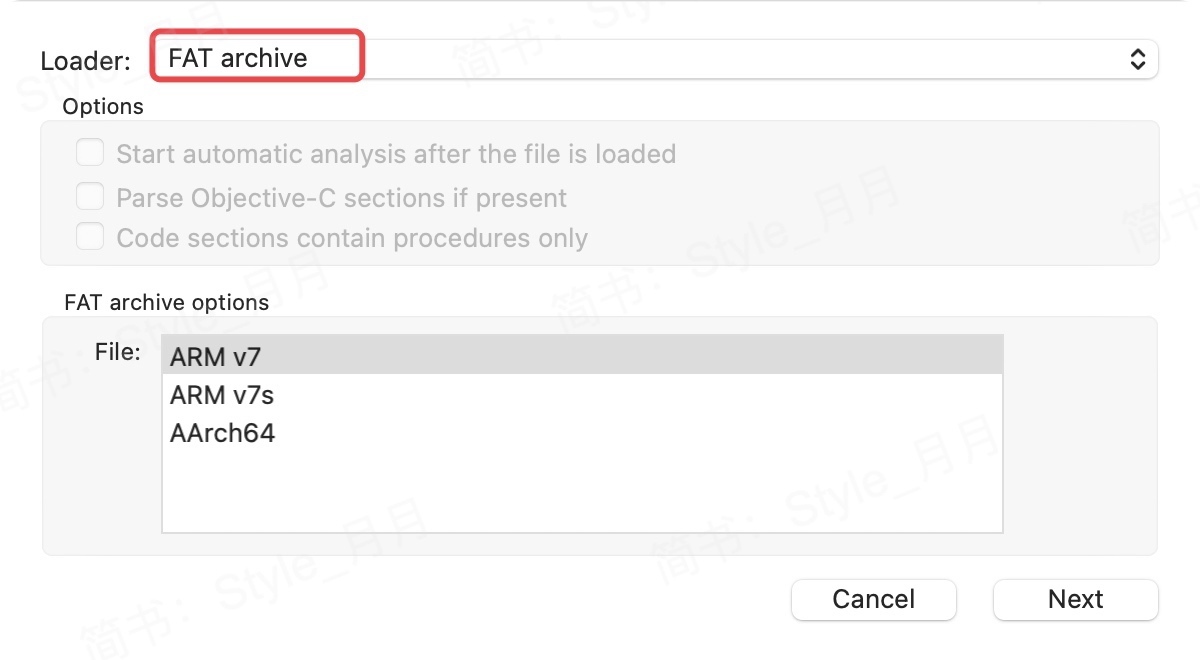 Loader: FAT archive
Options
Start automatic analysis after the file is loaded
Parse Objective-C sections if present
Code sections contain procedures only
FAT archive options
File: ARM v7
ARM v7s
AArch64
Cancel Next
简书：Style_月月